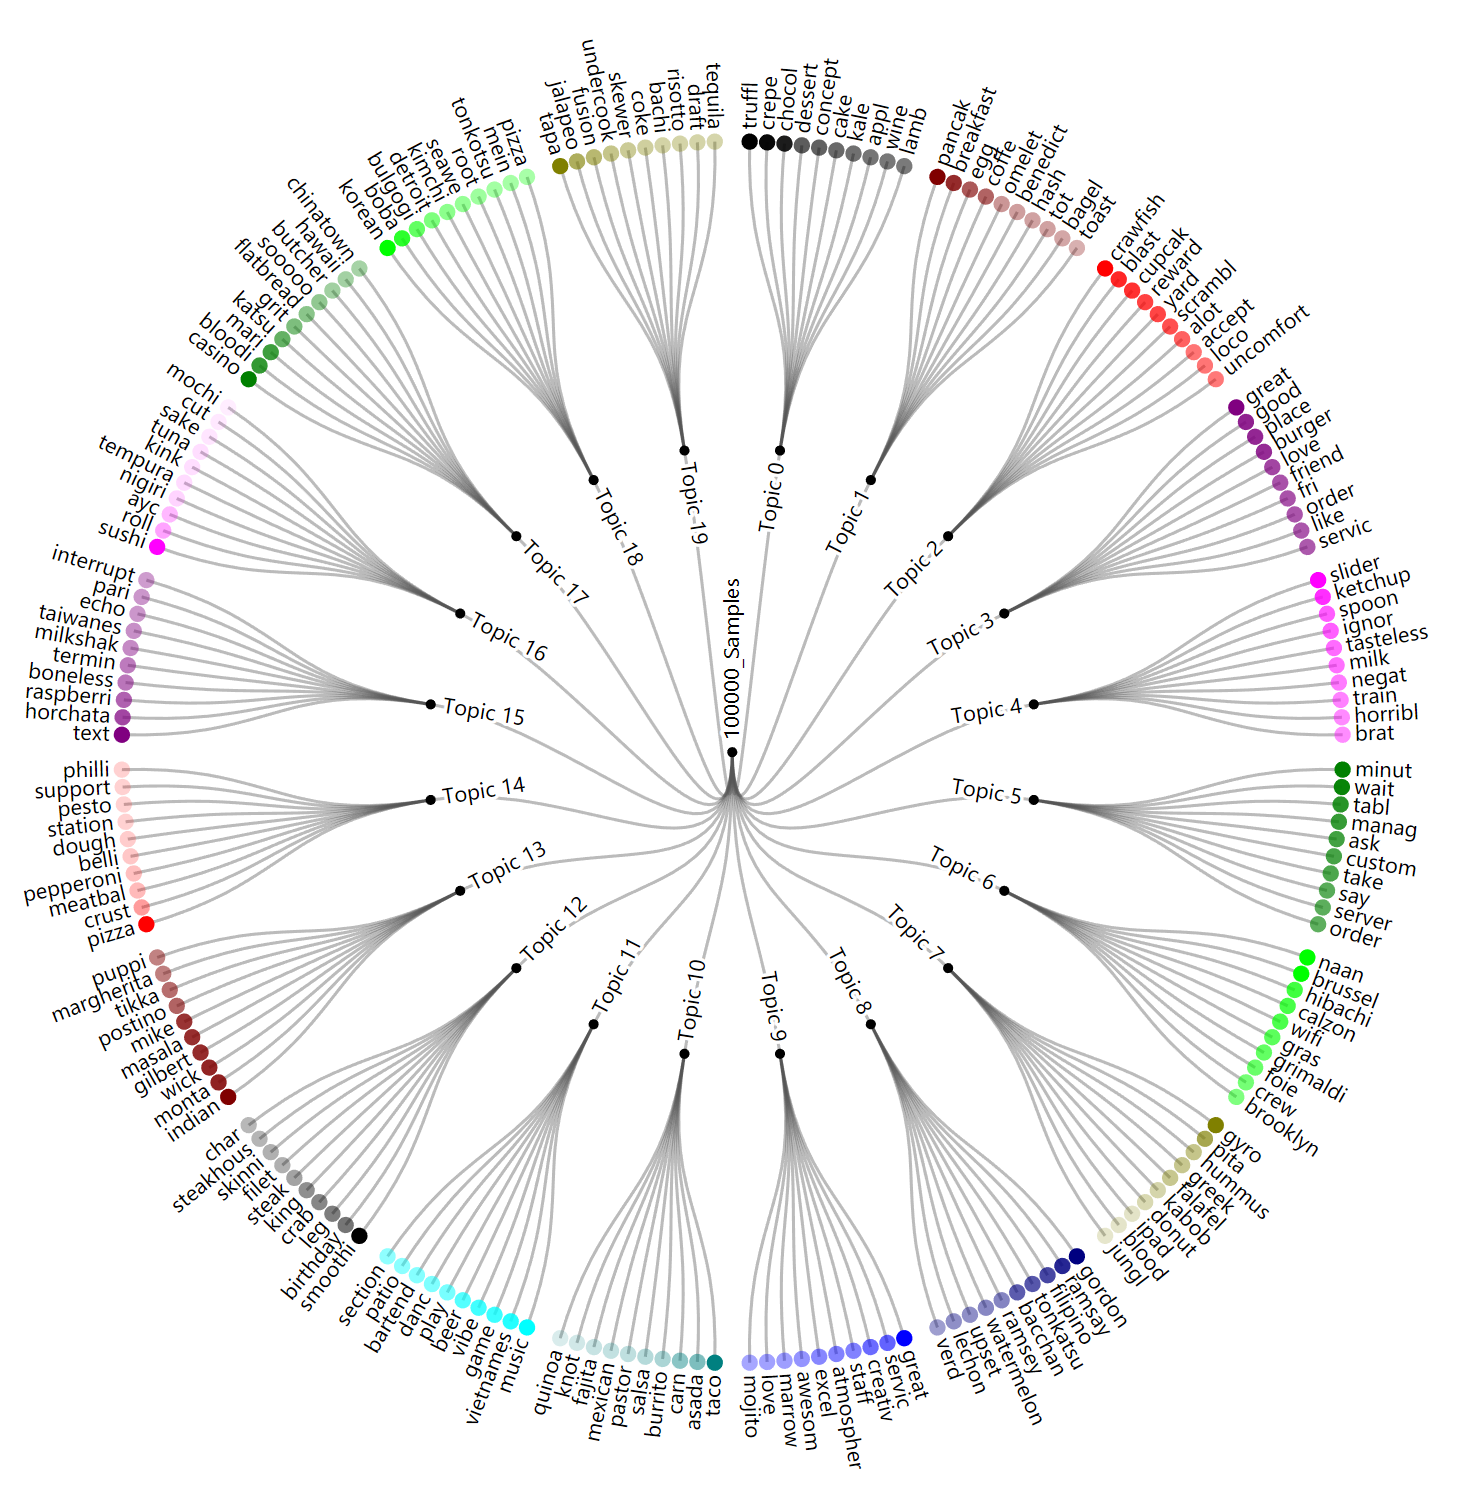 100000_Samples
Topic 0
truffl
crepe
chocol
dessert
concept
cake
kale
appl
wine
lamb
Topic 1
pancak
breakfast
egg
coffe
omelet
benedict
hash
tot
bagel
toast
Topic 2
crawfish
blast
cupcak
reward
yard
scrambl
alot
accept
loco
uncomfort
Topic 3
great
good
place
burger
love
friend
fri
order
like
servic
Topic 4
slider
ketchup
spoon
ignor
tasteless
milk
negat
train
horribl
brat
Topic 5
minut
wait
tabl
manag
ask
custom
take
say
server
order
Topic 6
naan
brussel
hibachi
calzon
wifi
gras
grimaldi
foie
crew
brooklyn
Topic 7
gyro
pita
hummus
greek
falafel
kabob
donut
ipad
blood
jungl
Topic 8
gordon
ramsay
filipino
tonkatsu
bacchan
ramsey
watermelon
upset
lechon
verd
Topic 9
great
servic
creativ
staff
atmospher
excel
awesom
marrow
love
mojito
Topic 10
taco
asada
carn
burrito
salsa
pastor
mexican
fajita
knot
quinoa
Topic 11
music
vietnames
game
vibe
beer
play
danc
bartend
patio
section
Topic 12
smoothi
birthday
leg
crab
king
steak
filet
skinni
steakhous
char
Topic 13
indian
monta
wick
gilbert
masala
mike
postino
tikka
margherita
puppi
Topic 14
pizza
crust
meatbal
pepperoni
belli
dough
station
pesto
support
philli
Topic 15
text
horchata
raspberri
boneless
termin
milkshak
taiwanes
echo
pari
interrupt
Topic 16
sushi
roll
ayc
nigiri
tempura
kink
tuna
sake
cut
mochi
Topic 17
casino
bloodi
mari
katsu
grit
flatbread
sooooo
butcher
hawaii
chinatown
Topic 18
korean
boba
bulgogi
detroit
kimchi
seawe
root
tonkotsu
mein
pizza
Topic 19
tapa
jalapeo
fusion
undercook
skewer
coke
bachi
risotto
draft
tequila